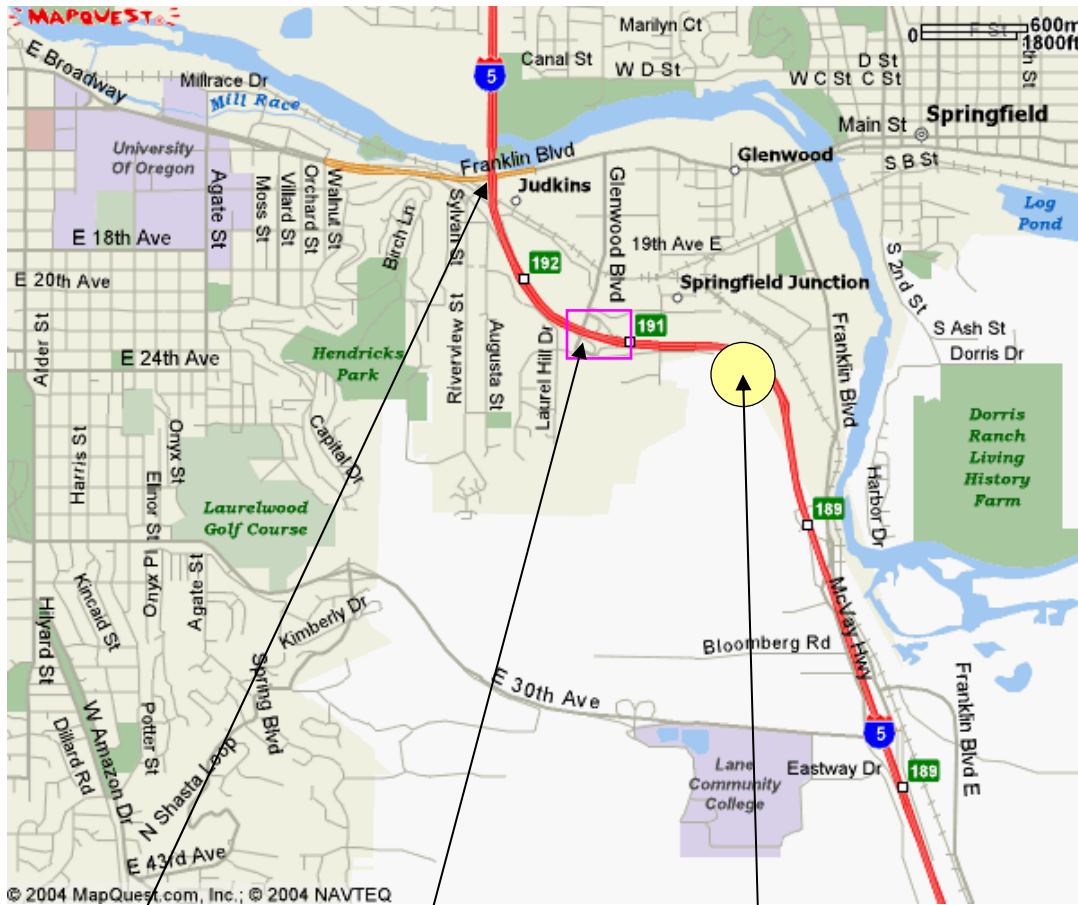 MAPQUEST
600m
0
1800ft
Marilyn Ct
F St
th St
E Broadway
Canal St
5
W D St
D St
W C St
C St
Millrace Dr
Mill Race
Main St
Springfield
University
Of Oregon
Franklin Blvd
Glenwood
S B St
Agate St
Moss St
Villard St
Orchard St
Walnut St
Judkins
Glenwood Blvd
Log
Pond
Birch Ln
Sylvan St
E 18th Ave
19th Ave E
S 2nd St
192
E 20th Ave
Springfield Junction
Riverview St
Augusta St
Laurel Hill Dr
191
Franklin Blvd
S Ash St
Dorris Dr
Alder St
E 24th Ave
Hendricks
Park
Dorris
Ranch
Living
History
Farm
Harris St
Onyx St
Elinor St
Capital Dr
Laurelwood
Golf Course
Harbor Dr
189
Onyx Pl
Agate St
Kincaid St
Hilyard St
Kimberly Dr
McVay Hwy
Bloomberg Rd
E 30th Ave
Spring Blvd
Franklin Blvd E
W Amazon Dr
Dillard Rd
Potter St
N Shasta Loop
5
Lane
Community
College
Eastway Dr
189
E 43rd Ave
© 2004 MapQuest.com, Inc.; © 2004 NAVTEQ